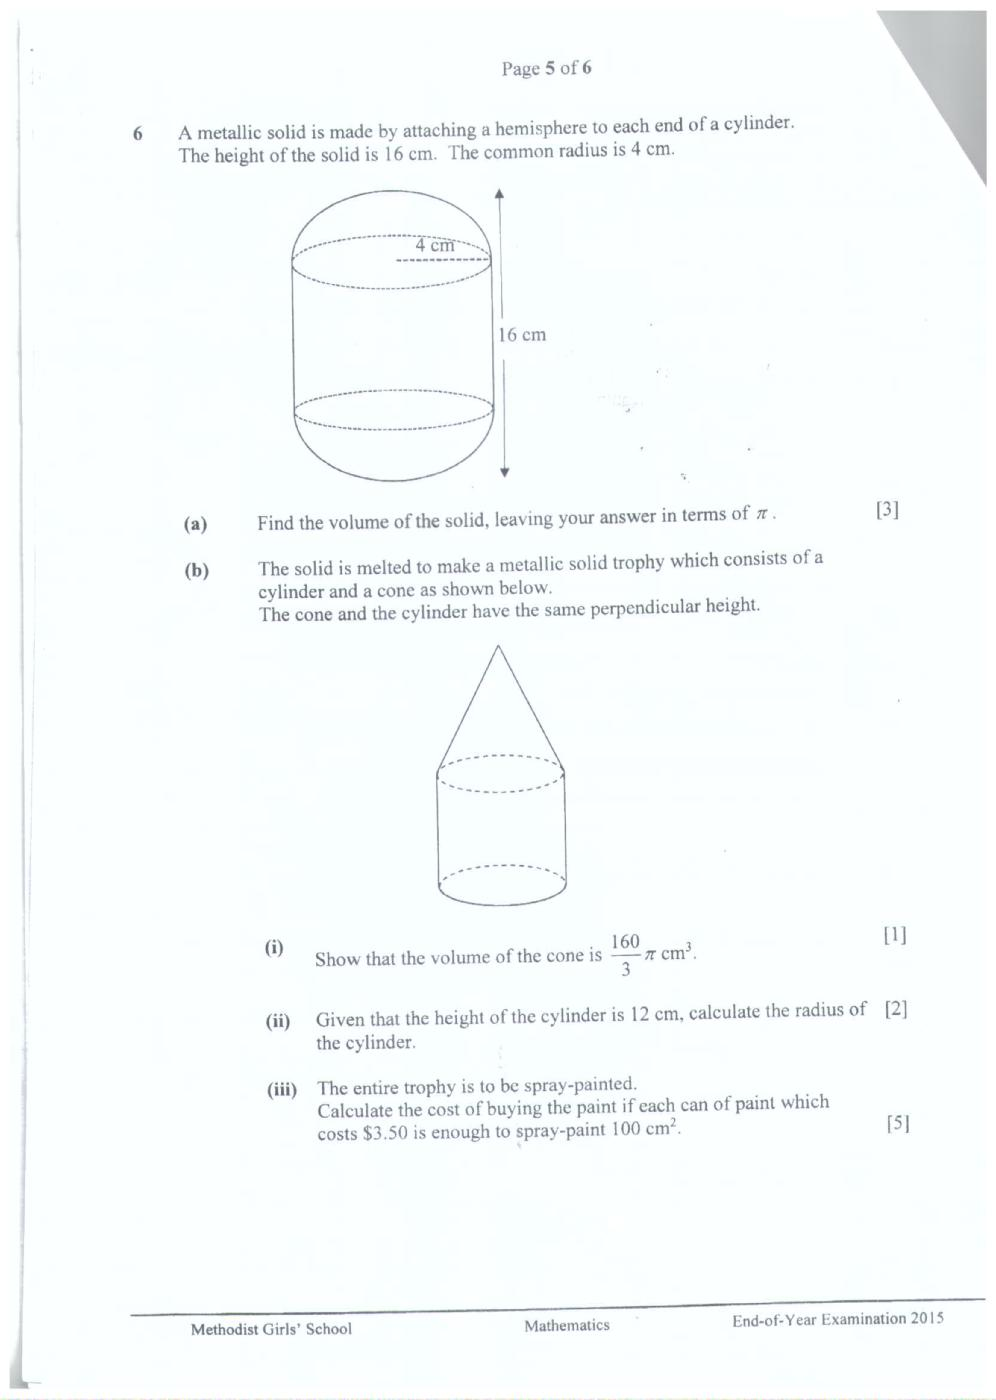 Page 5 of 6
6 A metallic solid is made by attaching a hemisphere to each end of a cylinder.
The height of the solid is 16 cm. The common radius is 4 cm.
4 cm
16 cm
(a) Find the volume of the solid, leaving your answer in terms of π . [3]
(b) The solid is melted to make a metallic solid trophy which consists of a
cylinder and a cone as shown below.
The cone and the cylinder have the same perpendicular height.
(i) Show that the volume of the cone is 160/3 π cm³. [1]
(ii) Given that the height of the cylinder is 12 cm, calculate the radius of [2]
the cylinder.
(iii) The entire trophy is to be spray-painted.
Calculate the cost of buying the paint if each can of paint which
costs $3.50 is enough to spray-paint 100 cm². [5]
Methodist Girls' School Mathematics End-of-Year Examination 2015